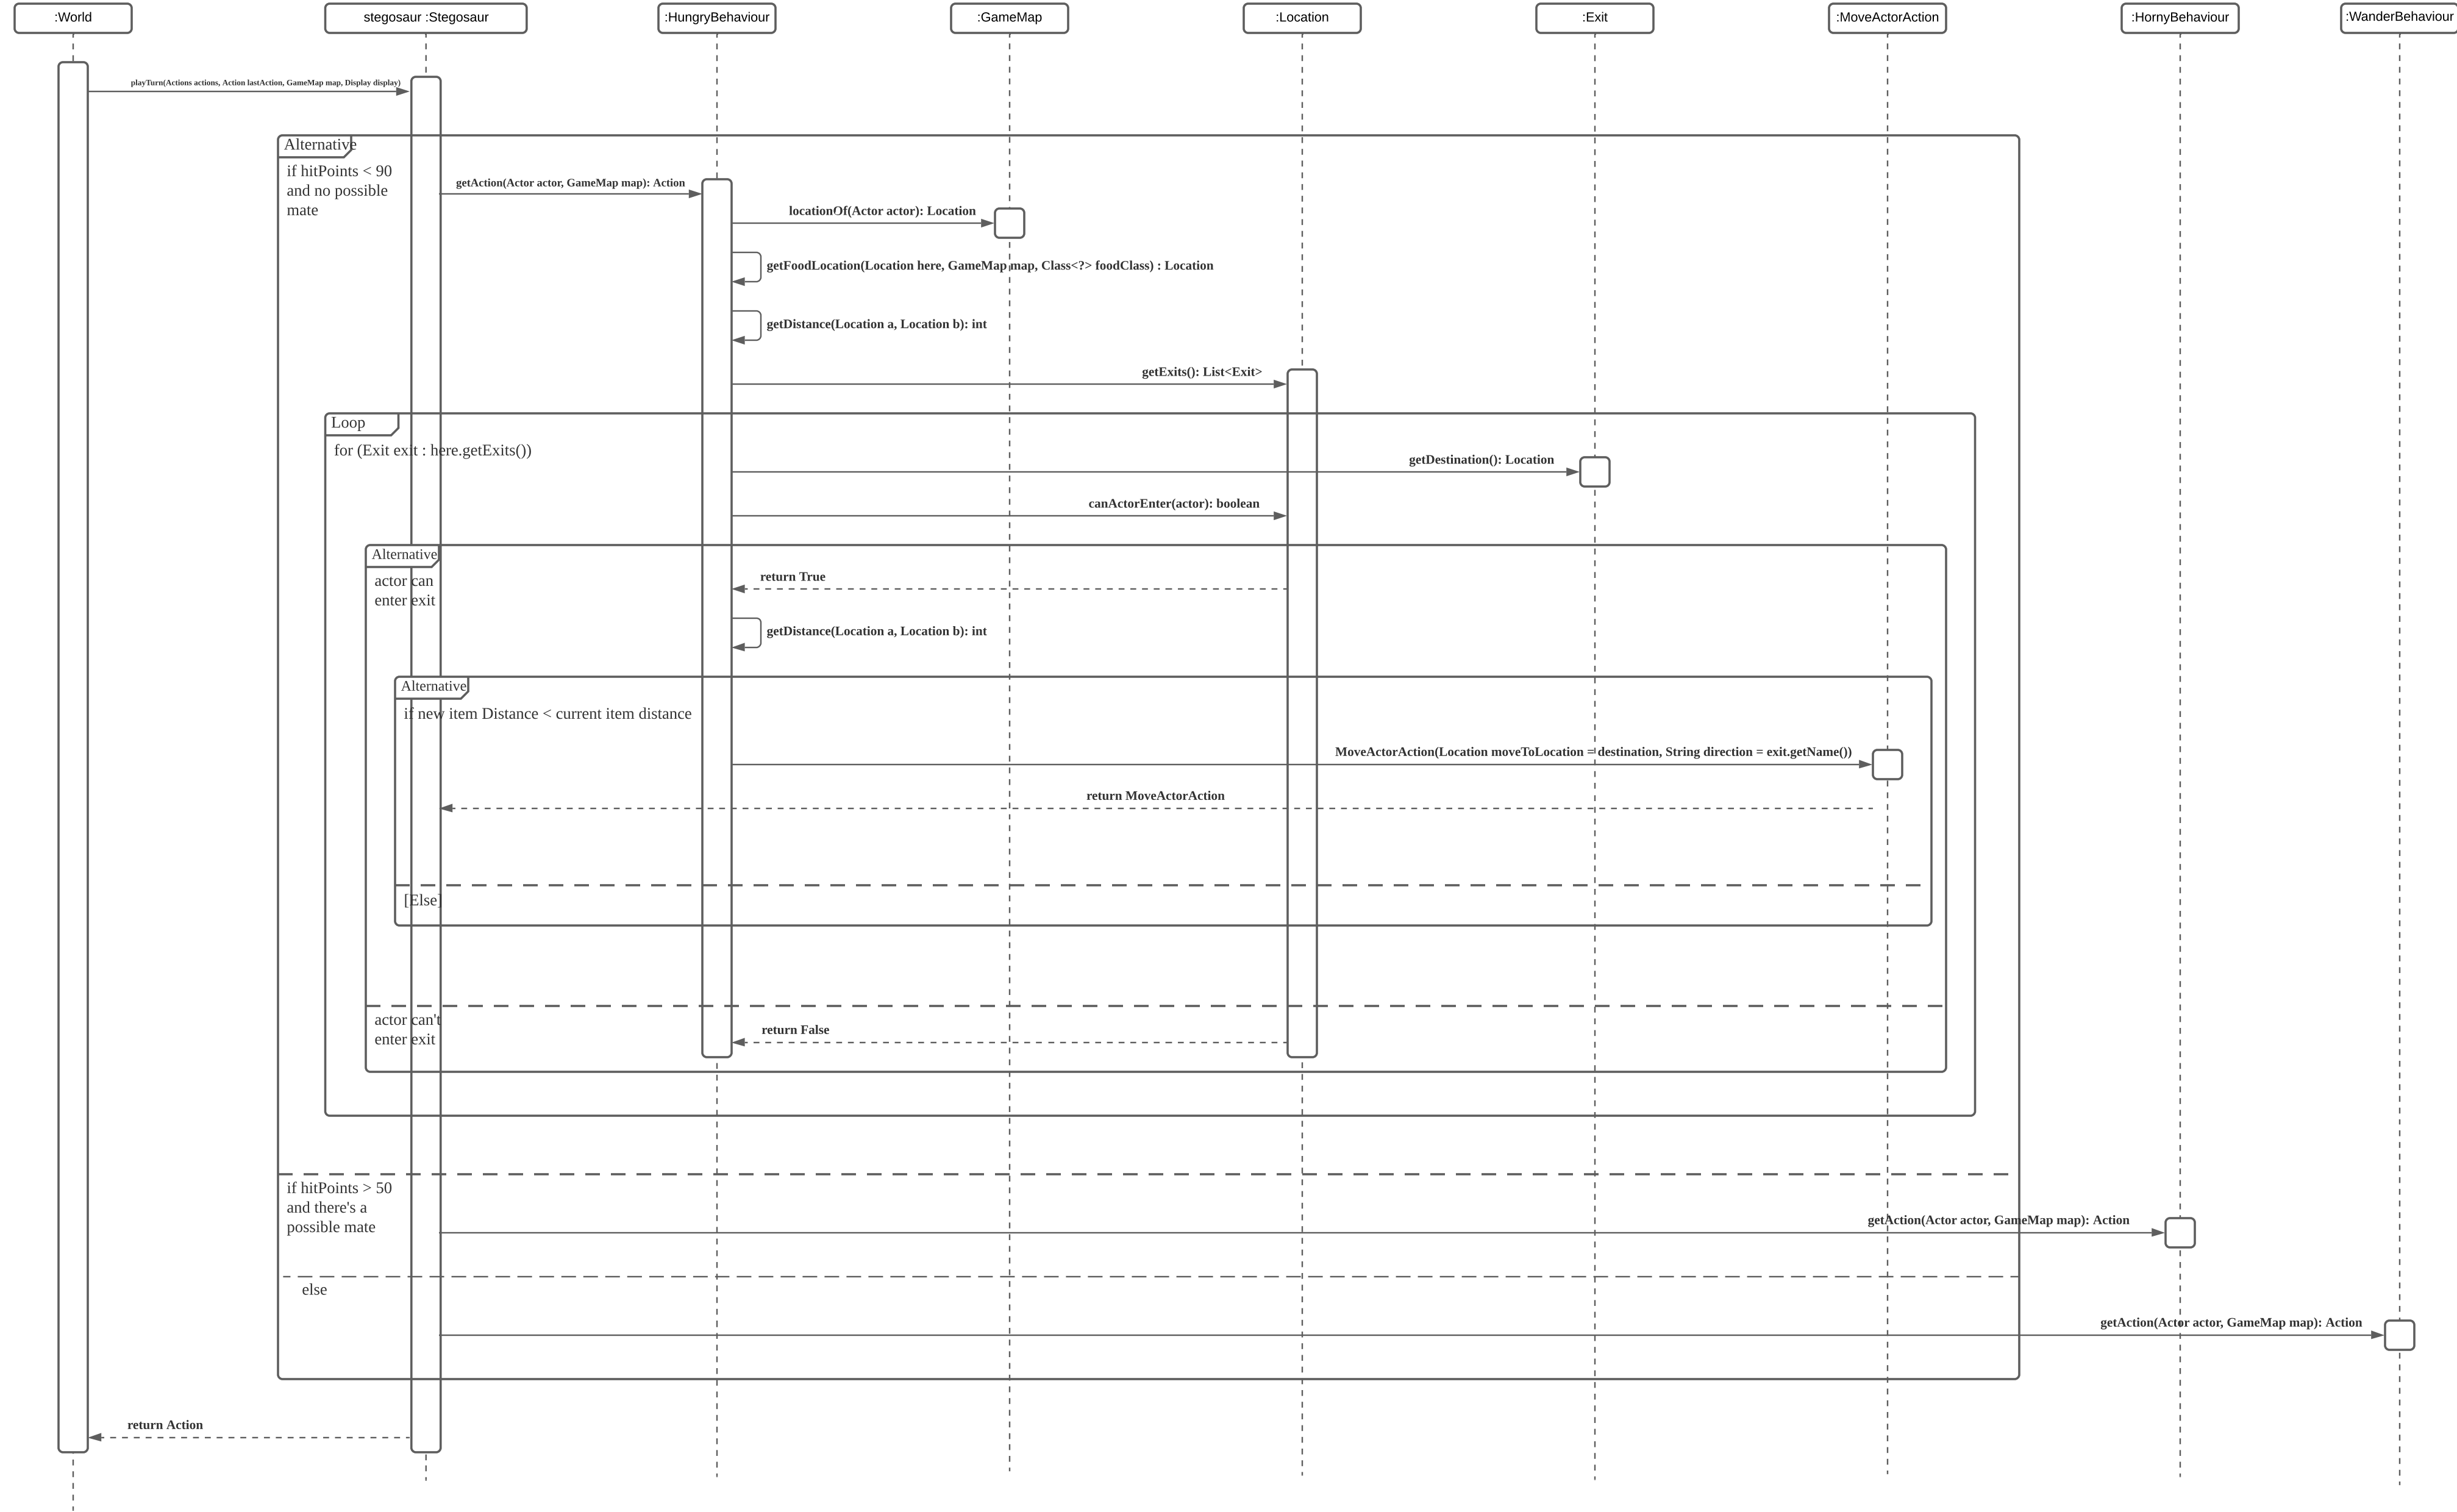 :World
stegosaur :Stegosaur
:HungryBehaviour
:GameMap
:Location
:Exit
:MoveActorAction
:HornyBehaviour
:WanderBehaviour
playTurn(Actions actions, Action lastAction, GameMap map, Display display)
Alternative
if hitPoints < 90
and no possible
mate
getAction(Actor actor, GameMap map): Action
locationOf(Actor actor): Location
getFoodLocation(Location here, GameMap map, Class<?> foodClass) : Location
getDistance(Location a, Location b): int
getExits(): List<Exit>
Loop
for (Exit exit : here.getExits())
getDestination(): Location
canActorEnter(actor): boolean
Alternative
actor can
enter exit
return True
getDistance(Location a, Location b): int
Alternative
if new item Distance < current item distance
MoveActorAction(Location moveToLocation = destination, String direction = exit.getName())
return MoveActorAction
[Else]
actor can't
enter exit
return False
if hitPoints > 50
and there's a
possible mate
getAction(Actor actor, GameMap map): Action
else
getAction(Actor actor, GameMap map): Action
return Action